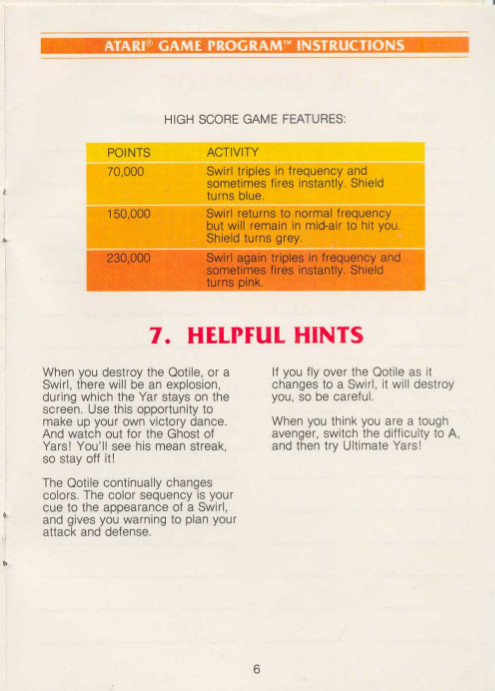 ATARI® GAME PROGRAM™ INSTRUCTIONS
HIGH SCORE GAME FEATURES:
POINTS ACTIVITY
70,000 Swirl triples in frequency and
sometimes fires instantly. Shield
turns blue.
150,000 Swirl returns to normal frequency
but will remain in mid-air to hit you.
Shield turns grey.
230,000 Swirl again triples in frequency and
sometimes fires instantly. Shield
turns pink.
7. HELPFUL HINTS
When you destroy the Qotile, or a
Swirl, there will be an explosion,
during which the Yar stays on the
screen. Use this opportunity to
make up your own victory dance.
And watch out for the Ghost of
Yars! You'll see his mean streak,
so stay off it!
The Qotile continually changes
colors. The color sequency is your
cue to the appearance of a Swirl,
and gives you warning to plan your
attack and defense.
If you fly over the Qotile as it
changes to a Swirl, it will destroy
you, so be careful.
When you think you are a tough
avenger, switch the difficulty to A,
and then try Ultimate Yars!
6